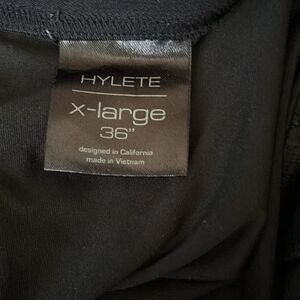 HYLETE
x-large
36"
designed in California
made in Vietnam